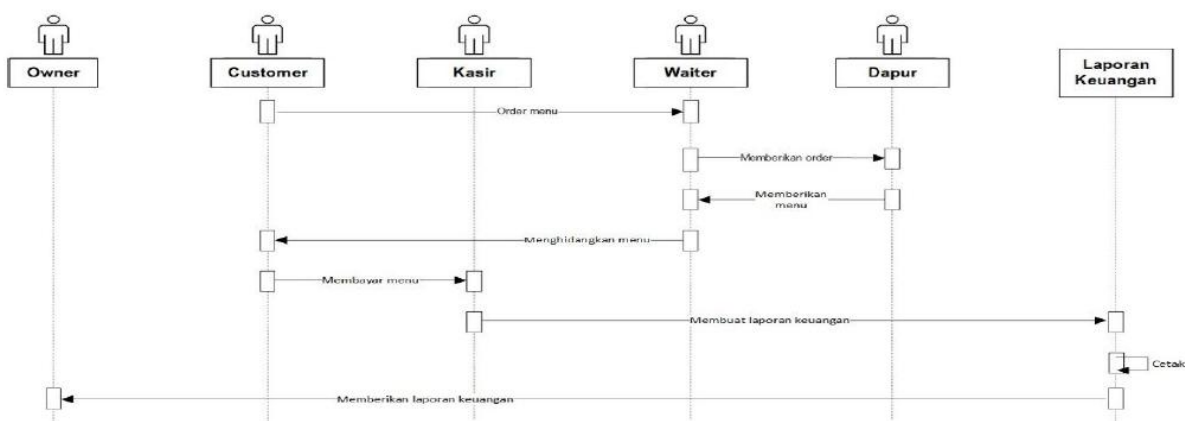 Owner
Customer
Kasir
Waiter
Dapur
Laporan
Keuangan
Order menu
Memberikan order
Memberikan
menu
Menghidangkan menu
Membayar menu
Membuat laporan keuangan
Cetak
Memberikan laporan keuangan